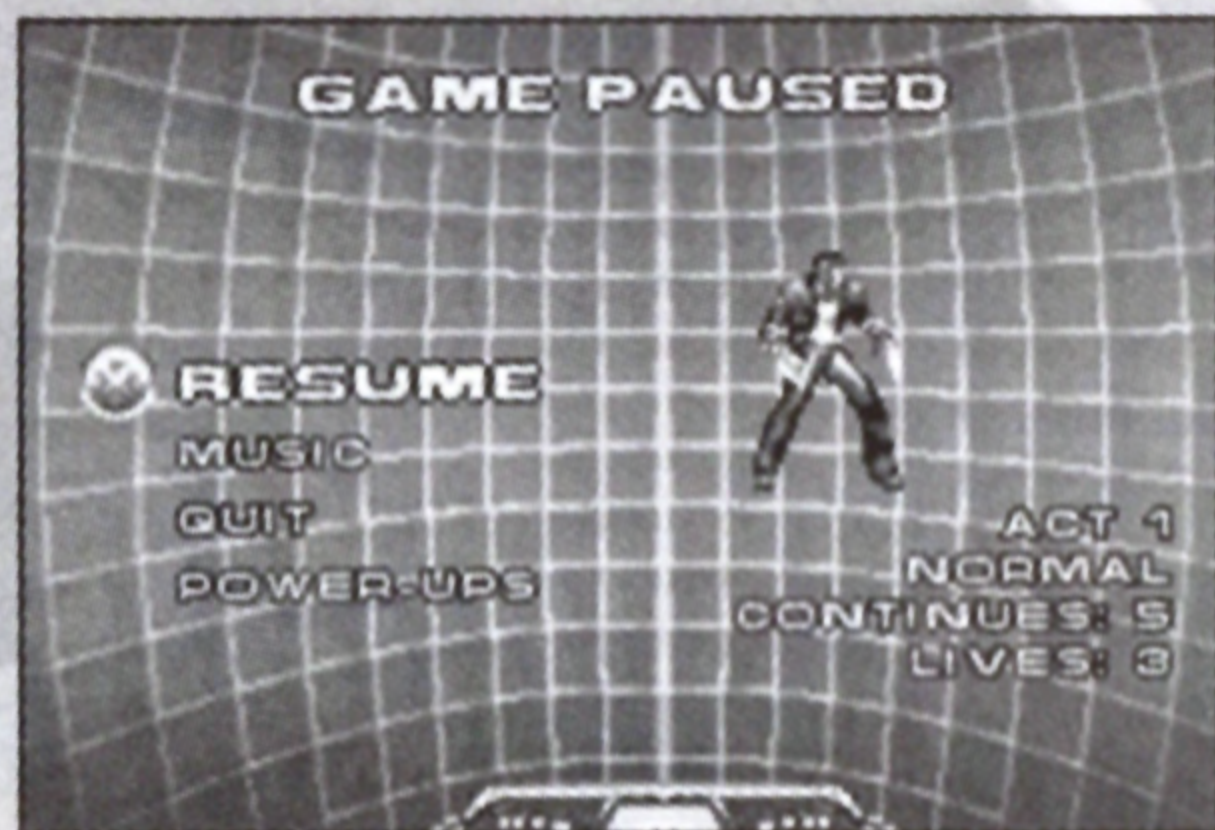 GAME PAUSED
RESUME
MUSIC
QUIT
POWER-UPS
ACT 1
NORMAL
CONTINUES: 5
LIVES: 3